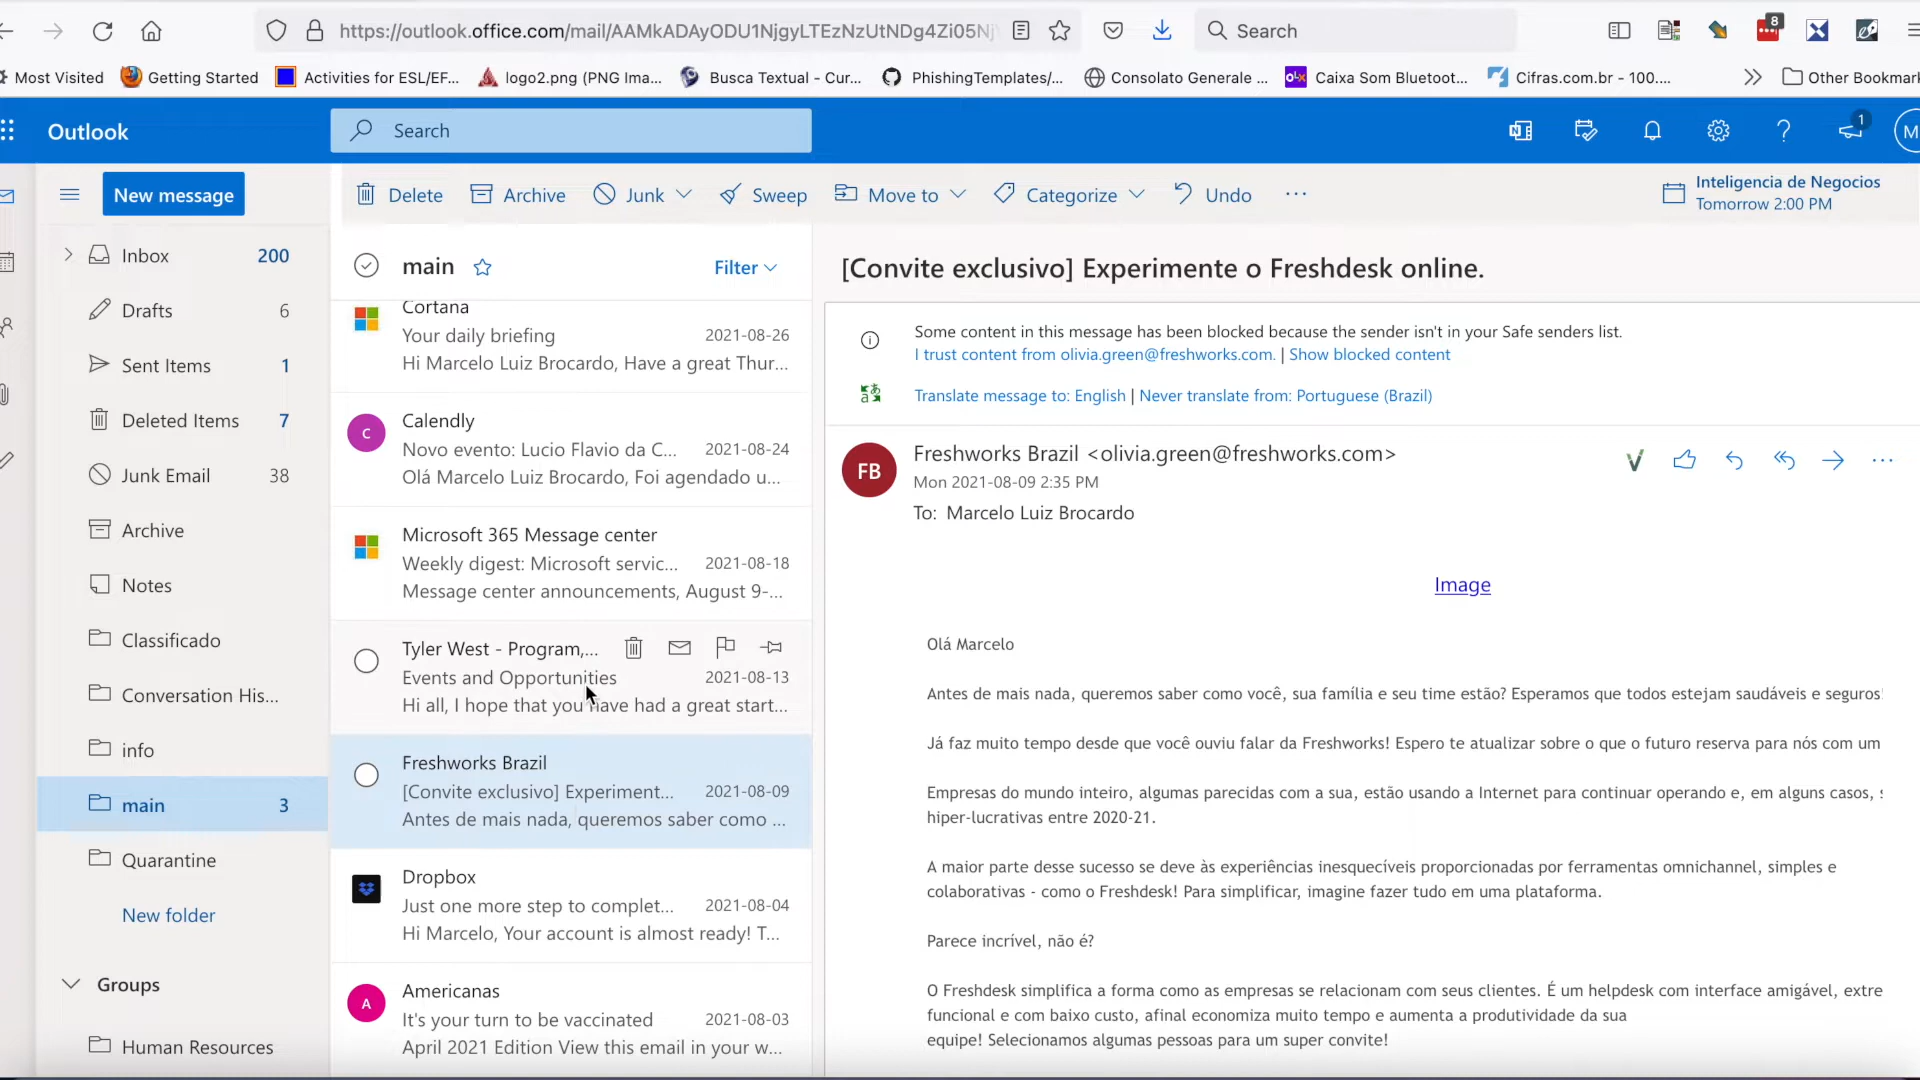 https://outlook.office.com/mail/AAMkADAyODU1NjgyLTEzNzUtNDg4Zi05Nj
Search
8
Most Visited
Getting Started
Activities for ESL/EF...
logo2.png (PNG Ima...
Busca Textual - Cur...
PhishingTemplates/...
Consolato Generale ...
OLX
Caixa Som Bluetoot...
Cifras.com.br - 100....
Other Bookmark
Outlook
Search
1
M
New message
Delete
Archive
Junk
Sweep
Move to
Categorize
Undo
Inteligencia de Negocios
Tomorrow 2:00 PM
Inbox 200
Drafts 6
Sent Items 1
Deleted Items 7
Junk Email 38
Archive
Notes
Classificado
Conversation His...
info
main 3
Quarantine
New folder
Groups
Human Resources
main
Filter
Cortana
Your daily briefing 2021-08-26
Hi Marcelo Luiz Brocardo, Have a great Thur...
C
Calendly
Novo evento: Lucio Flavio da C... 2021-08-24
Olá Marcelo Luiz Brocardo, Foi agendado u...
Microsoft 365 Message center
Weekly digest: Microsoft servic... 2021-08-18
Message center announcements, August 9-...
Tyler West - Program,...
Events and Opportunities 2021-08-13
Hi all, I hope that you have had a great start...
Freshworks Brazil
[Convite exclusivo] Experiment... 2021-08-09
Antes de mais nada, queremos saber como ...
Dropbox
Just one more step to complet... 2021-08-04
Hi Marcelo, Your account is almost ready! T...
A
Americanas
It's your turn to be vaccinated 2021-08-03
April 2021 Edition View this email in your w...
[Convite exclusivo] Experimente o Freshdesk online.
Some content in this message has been blocked because the sender isn't in your Safe senders list.
I trust content from olivia.green@freshworks.com. | Show blocked content
Translate message to: English | Never translate from: Portuguese (Brazil)
FB
Freshworks Brazil <olivia.green@freshworks.com>
Mon 2021-08-09 2:35 PM
To: Marcelo Luiz Brocardo
Image
Olá Marcelo
Antes de mais nada, queremos saber como você, sua família e seu time estão? Esperamos que todos estejam saudáveis e seguros!
Já faz muito tempo desde que você ouviu falar da Freshworks! Espero te atualizar sobre o que o futuro reserva para nós com um
Empresas do mundo inteiro, algumas parecidas com a sua, estão usando a Internet para continuar operando e, em alguns casos,
hiper-lucrativas entre 2020-21.
A maior parte desse sucesso se deve às experiências inesquecíveis proporcionadas por ferramentas omnichannel, simples e
colaborativas - como o Freshdesk! Para simplificar, imagine fazer tudo em uma plataforma.
Parece incrível, não é?
O Freshdesk simplifica a forma como as empresas se relacionam com seus clientes. É um helpdesk com interface amigável, extre
funcional e com baixo custo, afinal economiza muito tempo e aumenta a produtividade da sua
equipe! Selecionamos algumas pessoas para um super convite!